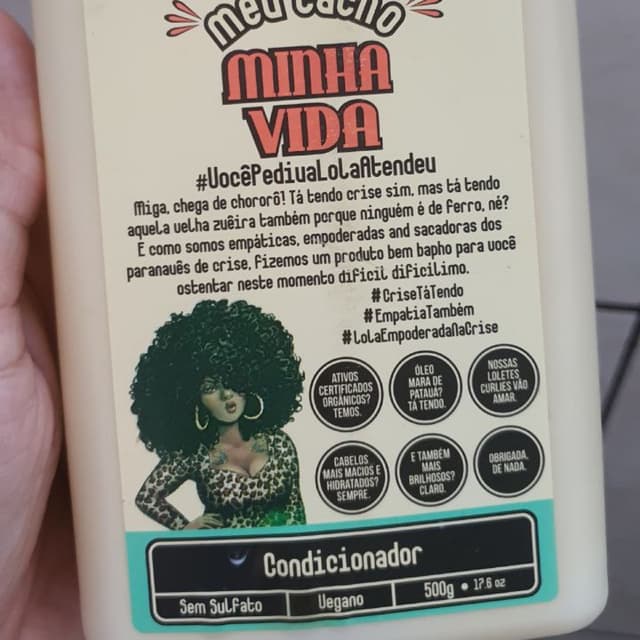 meu cacho
MINHA
VIDA
#VocêPediuaLolaAtendeu
Miga, chega de chororô! Tá tendo crise sim, mas tá tendo
aquela velha zuêira também porque ninguém é de ferro, né?
E como somos empáticas, empoderadas and sacadoras dos
paranauês de crise, fizemos um produto bem bapho para você
ostentar neste momento difícil dificílimo.
#CriseTáTendo
#EmpatiaTambém
#LolaEmpoderadaNaCrise
ATIVOS
CERTIFICADOS
ORGÂNICOS?
TEMOS.
ÓLEO
MARA DE
PATAUÁ?
TÁ TENDO.
NOSSAS
LOLETES
CURLIES VÃO
AMAR.
CABELOS
MAIS MACIOS E
HIDRATADOS?
SEMPRE.
E TAMBÉM
MAIS
BRILHOSOS?
CLARO.
OBRIGADA,
DE NADA.
Condicionador
Sem Sulfato
Vegano
500g • 17.6 oz